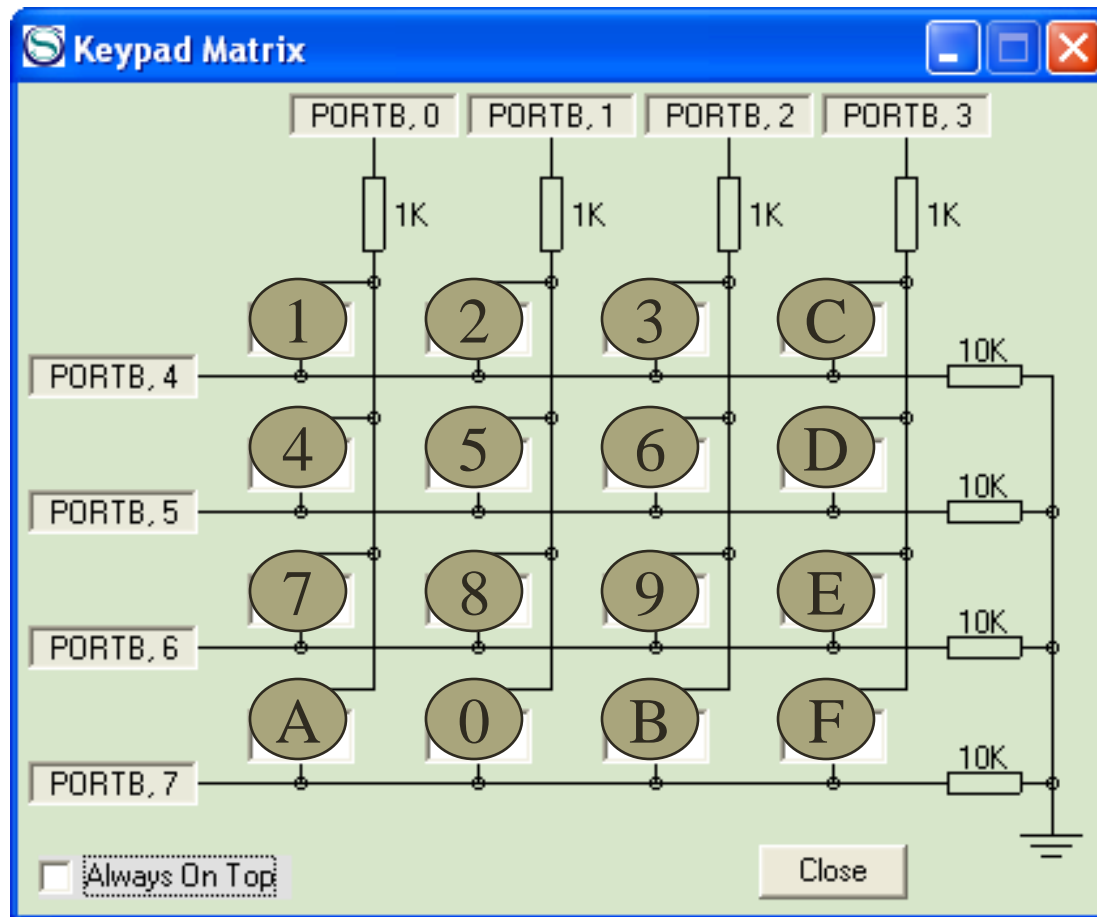 Keypad Matrix
PORTB, 0 PORTB, 1 PORTB, 2 PORTB, 3
1K 1K 1K 1K
1 2 3 C
10K
PORTB, 4
4 5 6 D
10K
PORTB, 5
7 8 9 E
10K
PORTB, 6
A 0 B F
10K
PORTB, 7
Always On Top Close